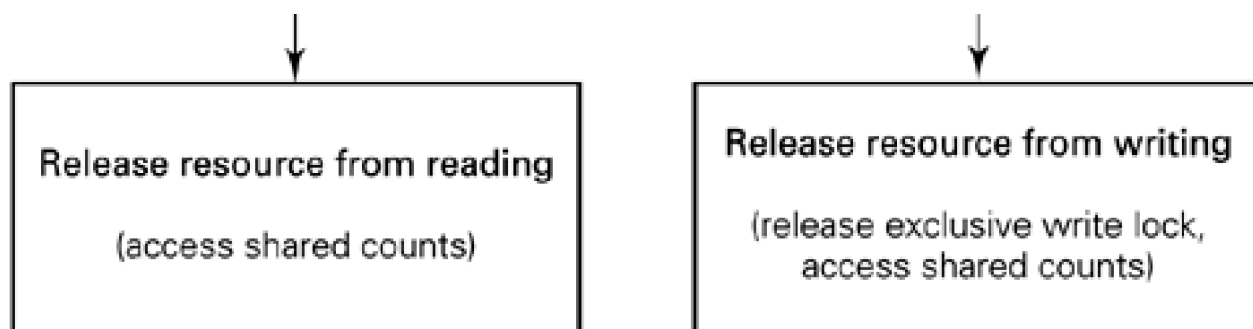 Release resource from reading
(access shared counts)
Release resource from writing
(release exclusive write lock,
access shared counts)